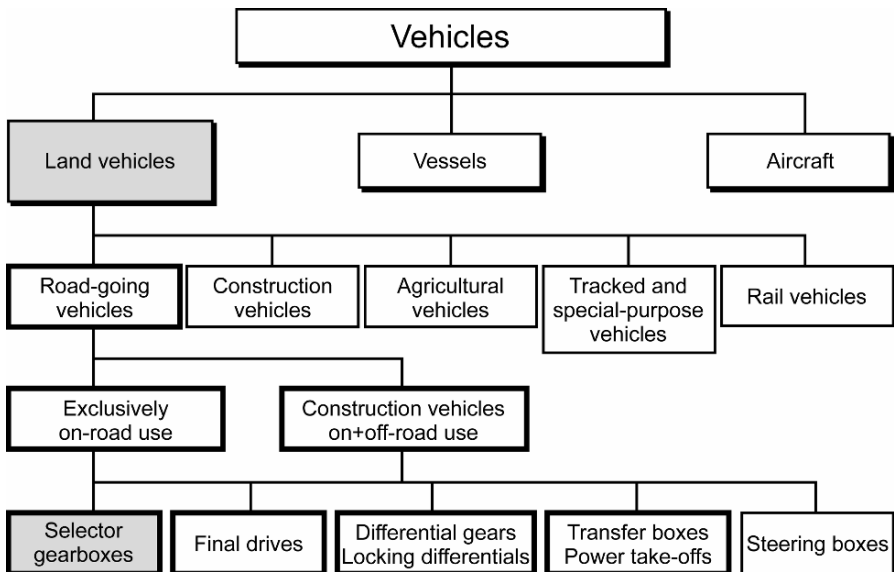 Vehicles
Land vehicles
Vessels
Aircraft
Road-going
vehicles
Construction
vehicles
Agricultural
vehicles
Tracked and
special-purpose
vehicles
Rail vehicles
Exclusively
on-road use
Construction vehicles
on+off-road use
Selector
gearboxes
Final drives
Differential gears
Locking differentials
Transfer boxes
Power take-offs
Steering boxes